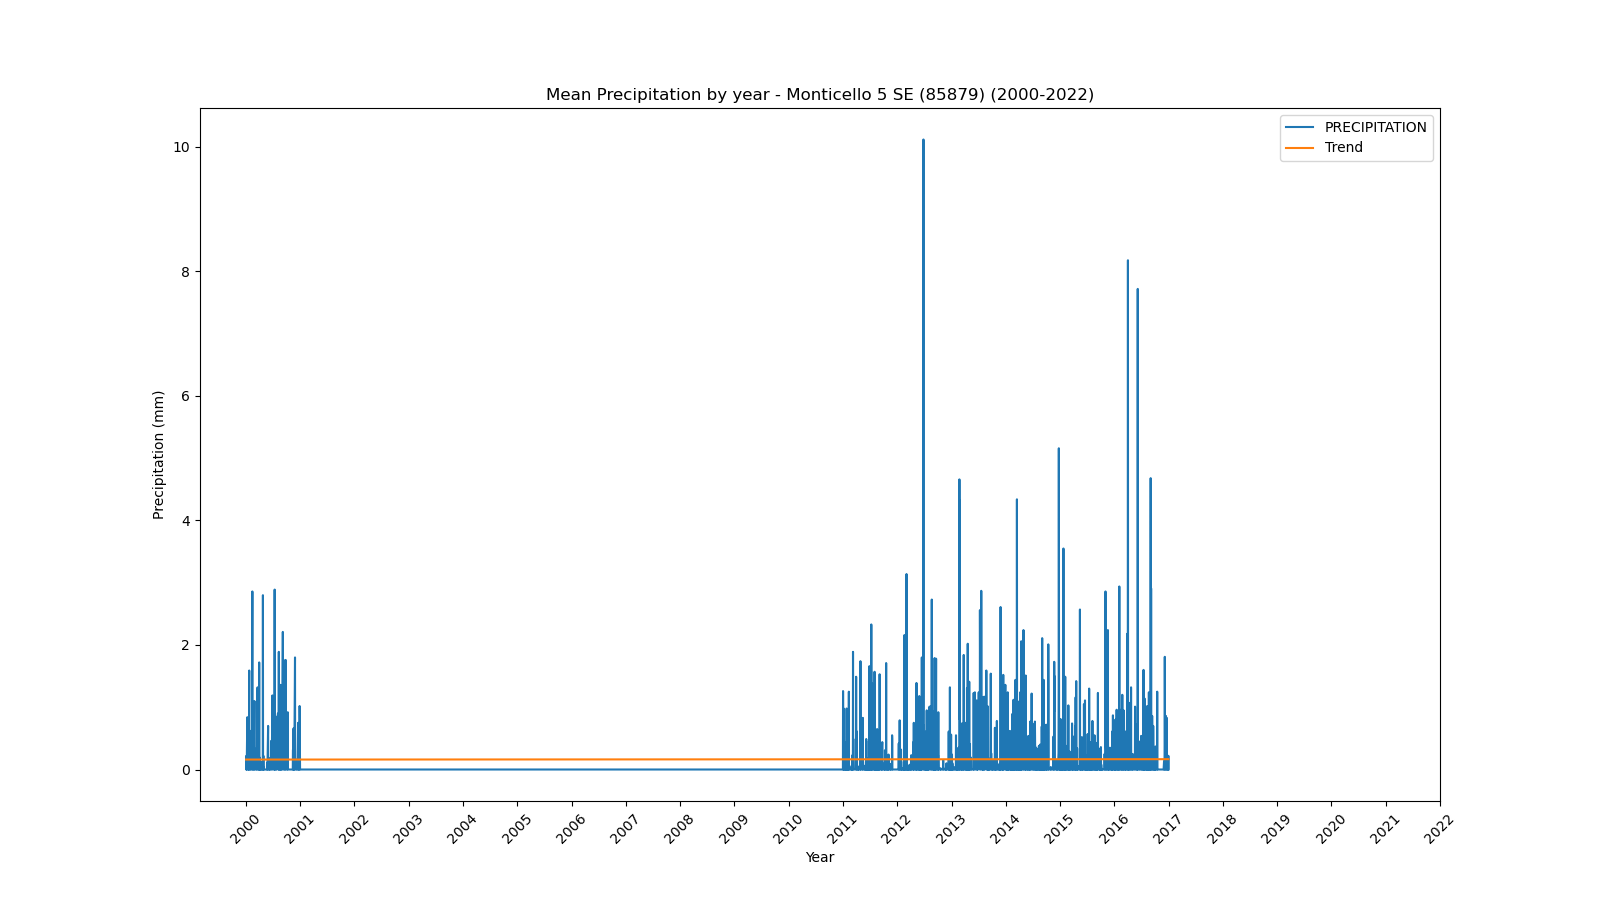 Mean Precipitation by year - Monticello 5 SE (85879) (2000-2022)
PRECIPITATION
Trend
10
8
6
4
2
0
Precipitation (mm)
2000 2001 2002 2003 2004 2005 2006 2007 2008 2009 2010 2011 2012 2013 2014 2015 2016 2017 2018 2019 2020 2021 2022
Year